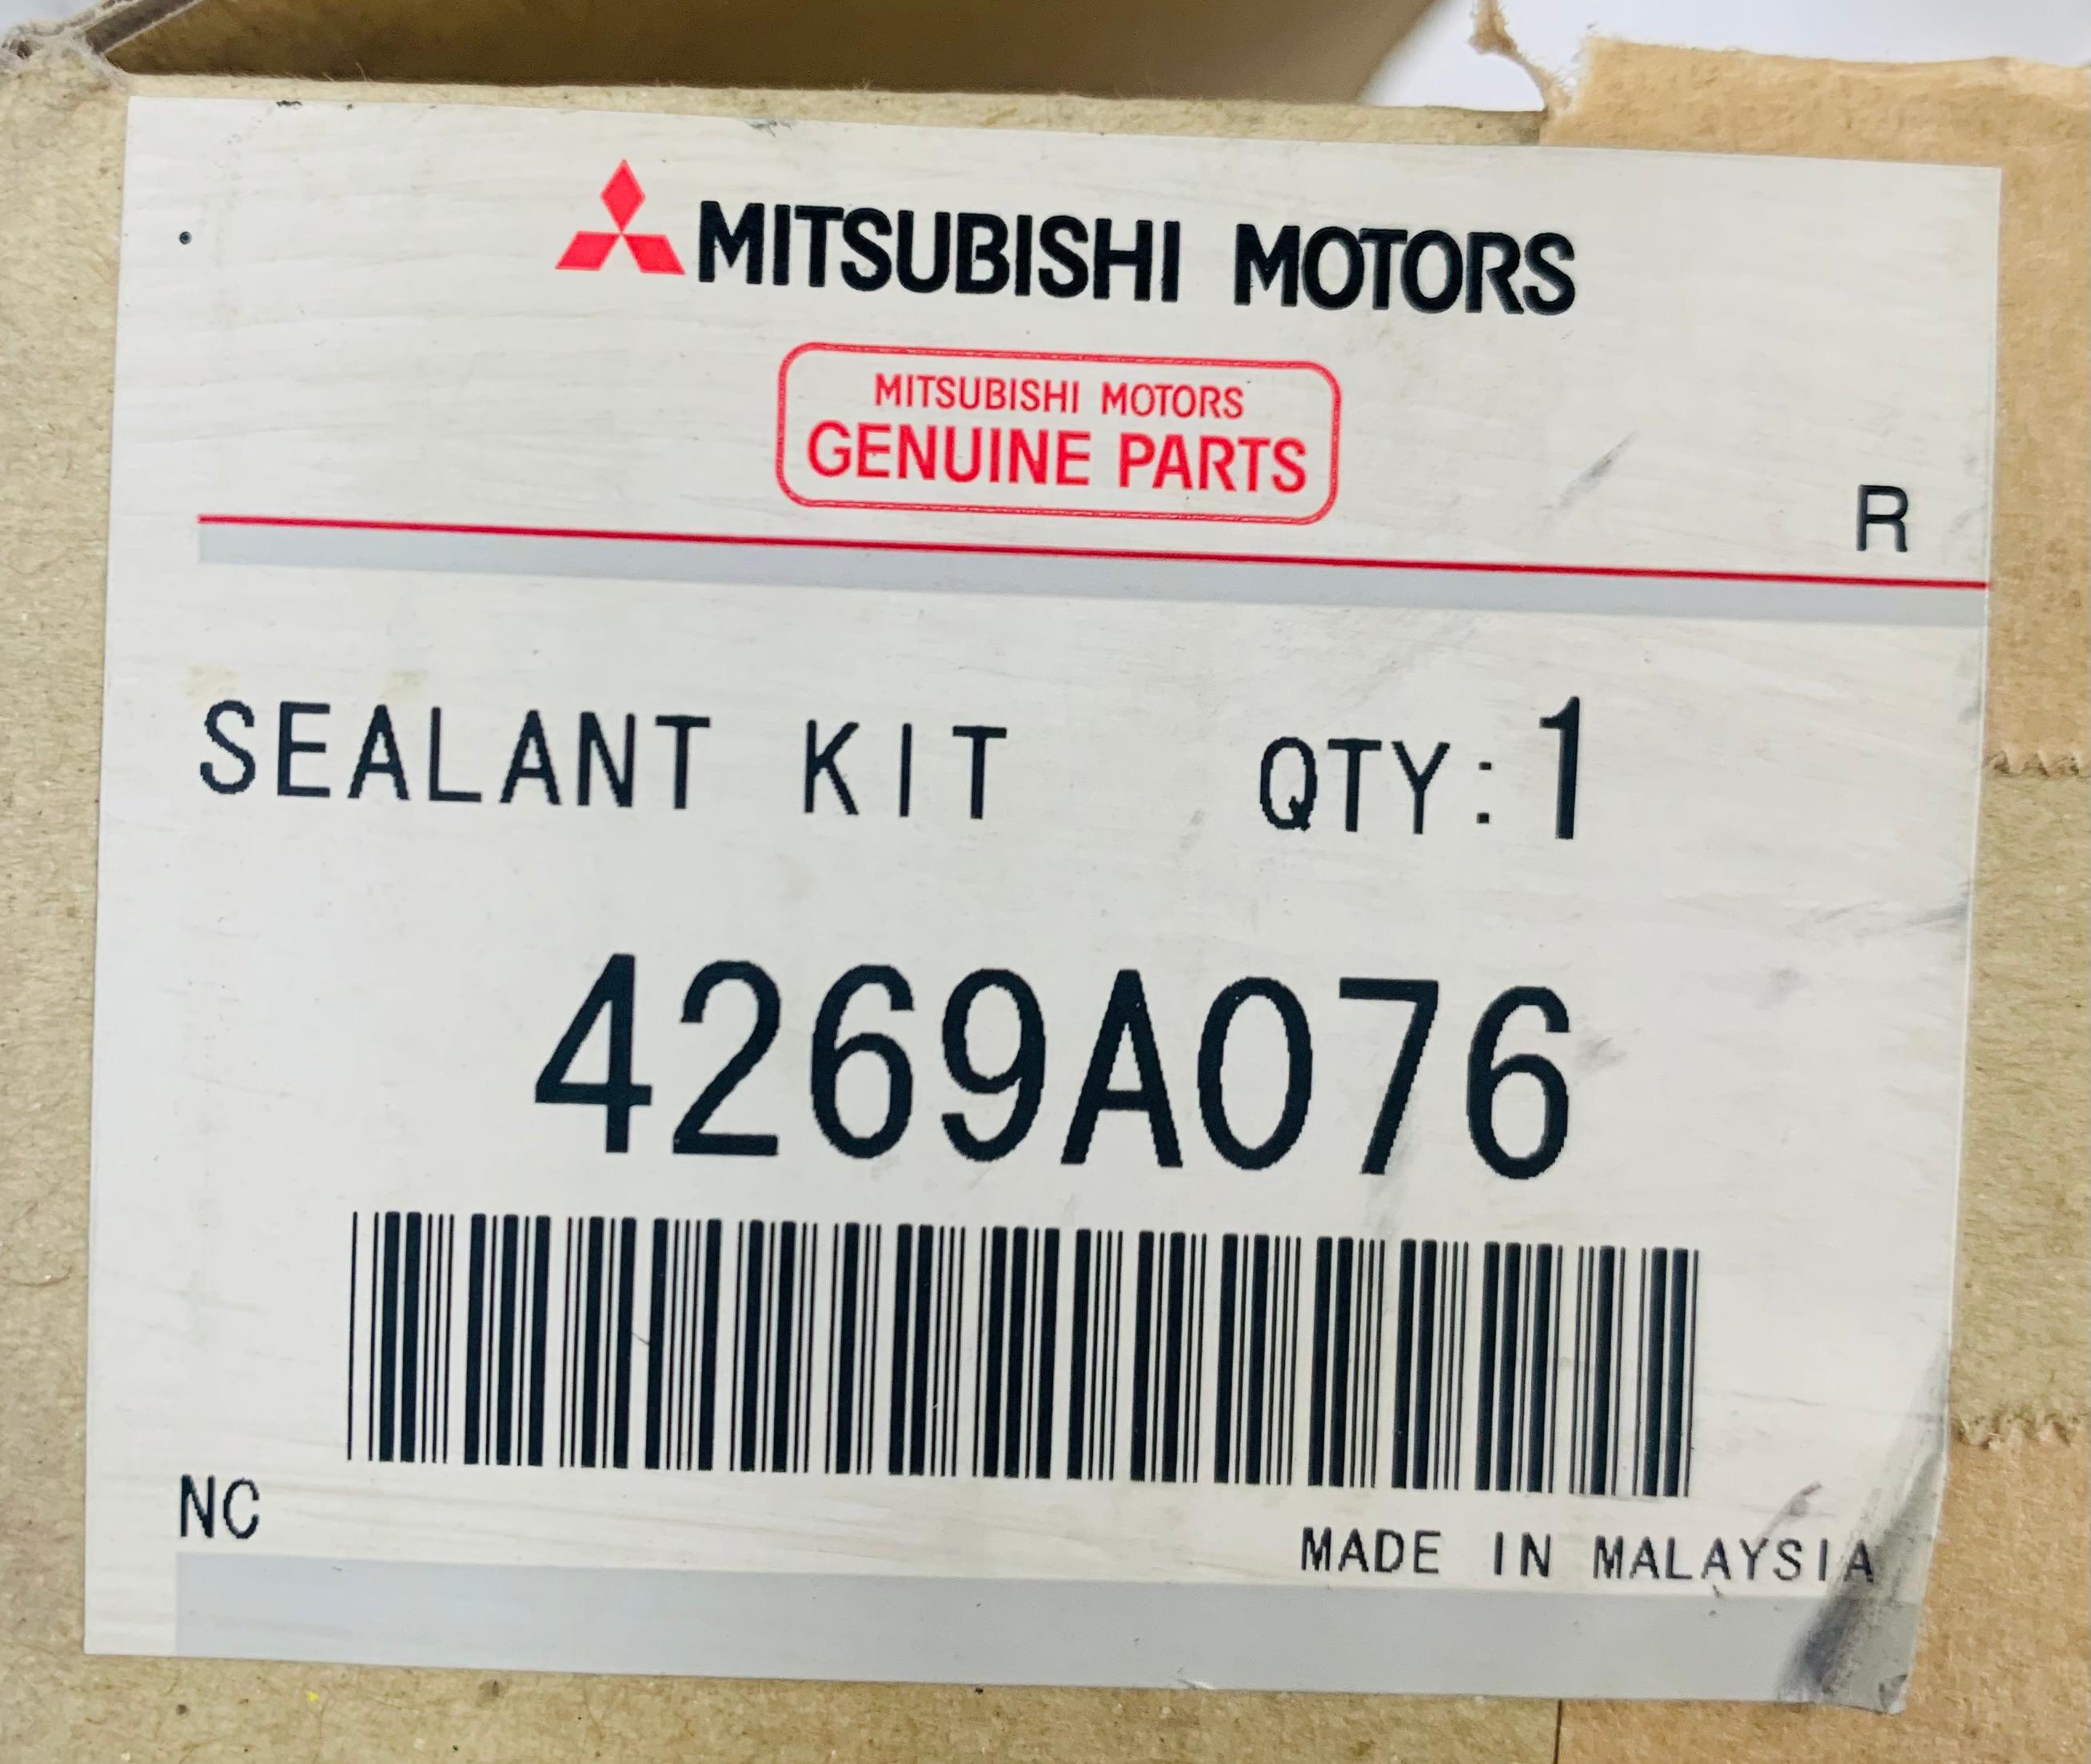 MITSUBISHI MOTORS
MITSUBISHI MOTORS
GENUINE PARTS
R
SEALANT KIT QTY:1
4269A076
NC
MADE IN MALAYSIA